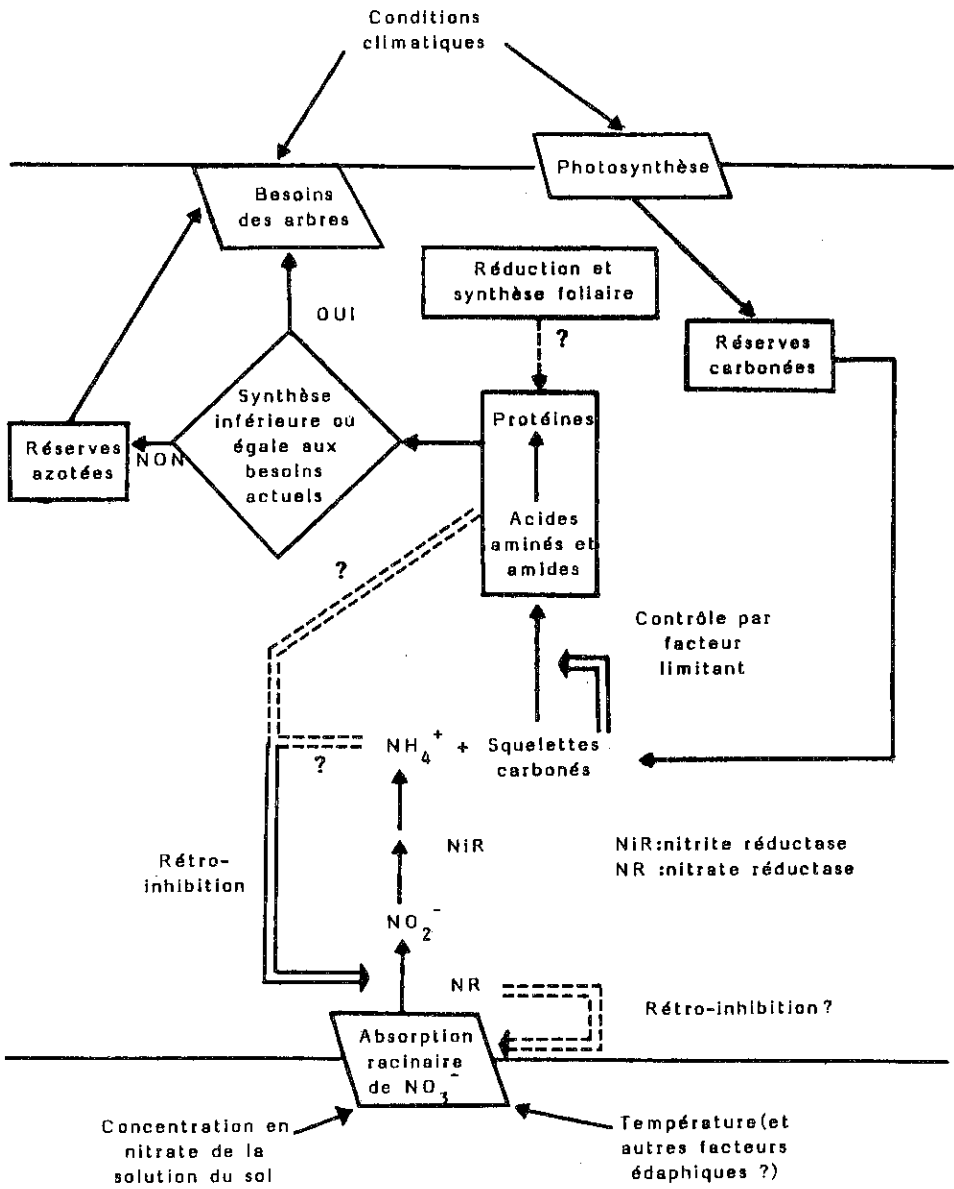 Conditions
climatiques
Photosynthèse
Besoins
des arbres
Réduction et
synthèse foliaire
OUI
?
Réserves
carbonées
Synthèse
inférieure ou
égale aux
besoins
actuels
Protéines
Réserves
azotées
NON
Acides
aminés et
amides
?
Contrôle par
facteur
limitant
NH₄⁺ + Squelettes
carbonés
?
NiR
NiR:nitrite réductase
NR :nitrate réductase
Rétro-
inhibition
NO₂⁻
NR
Rétro-inhibition?
Absorption
racinaire
de NO₃⁻
Concentration en
nitrate de la
solution du sol
Température(et
autres facteurs
édaphiques ?)